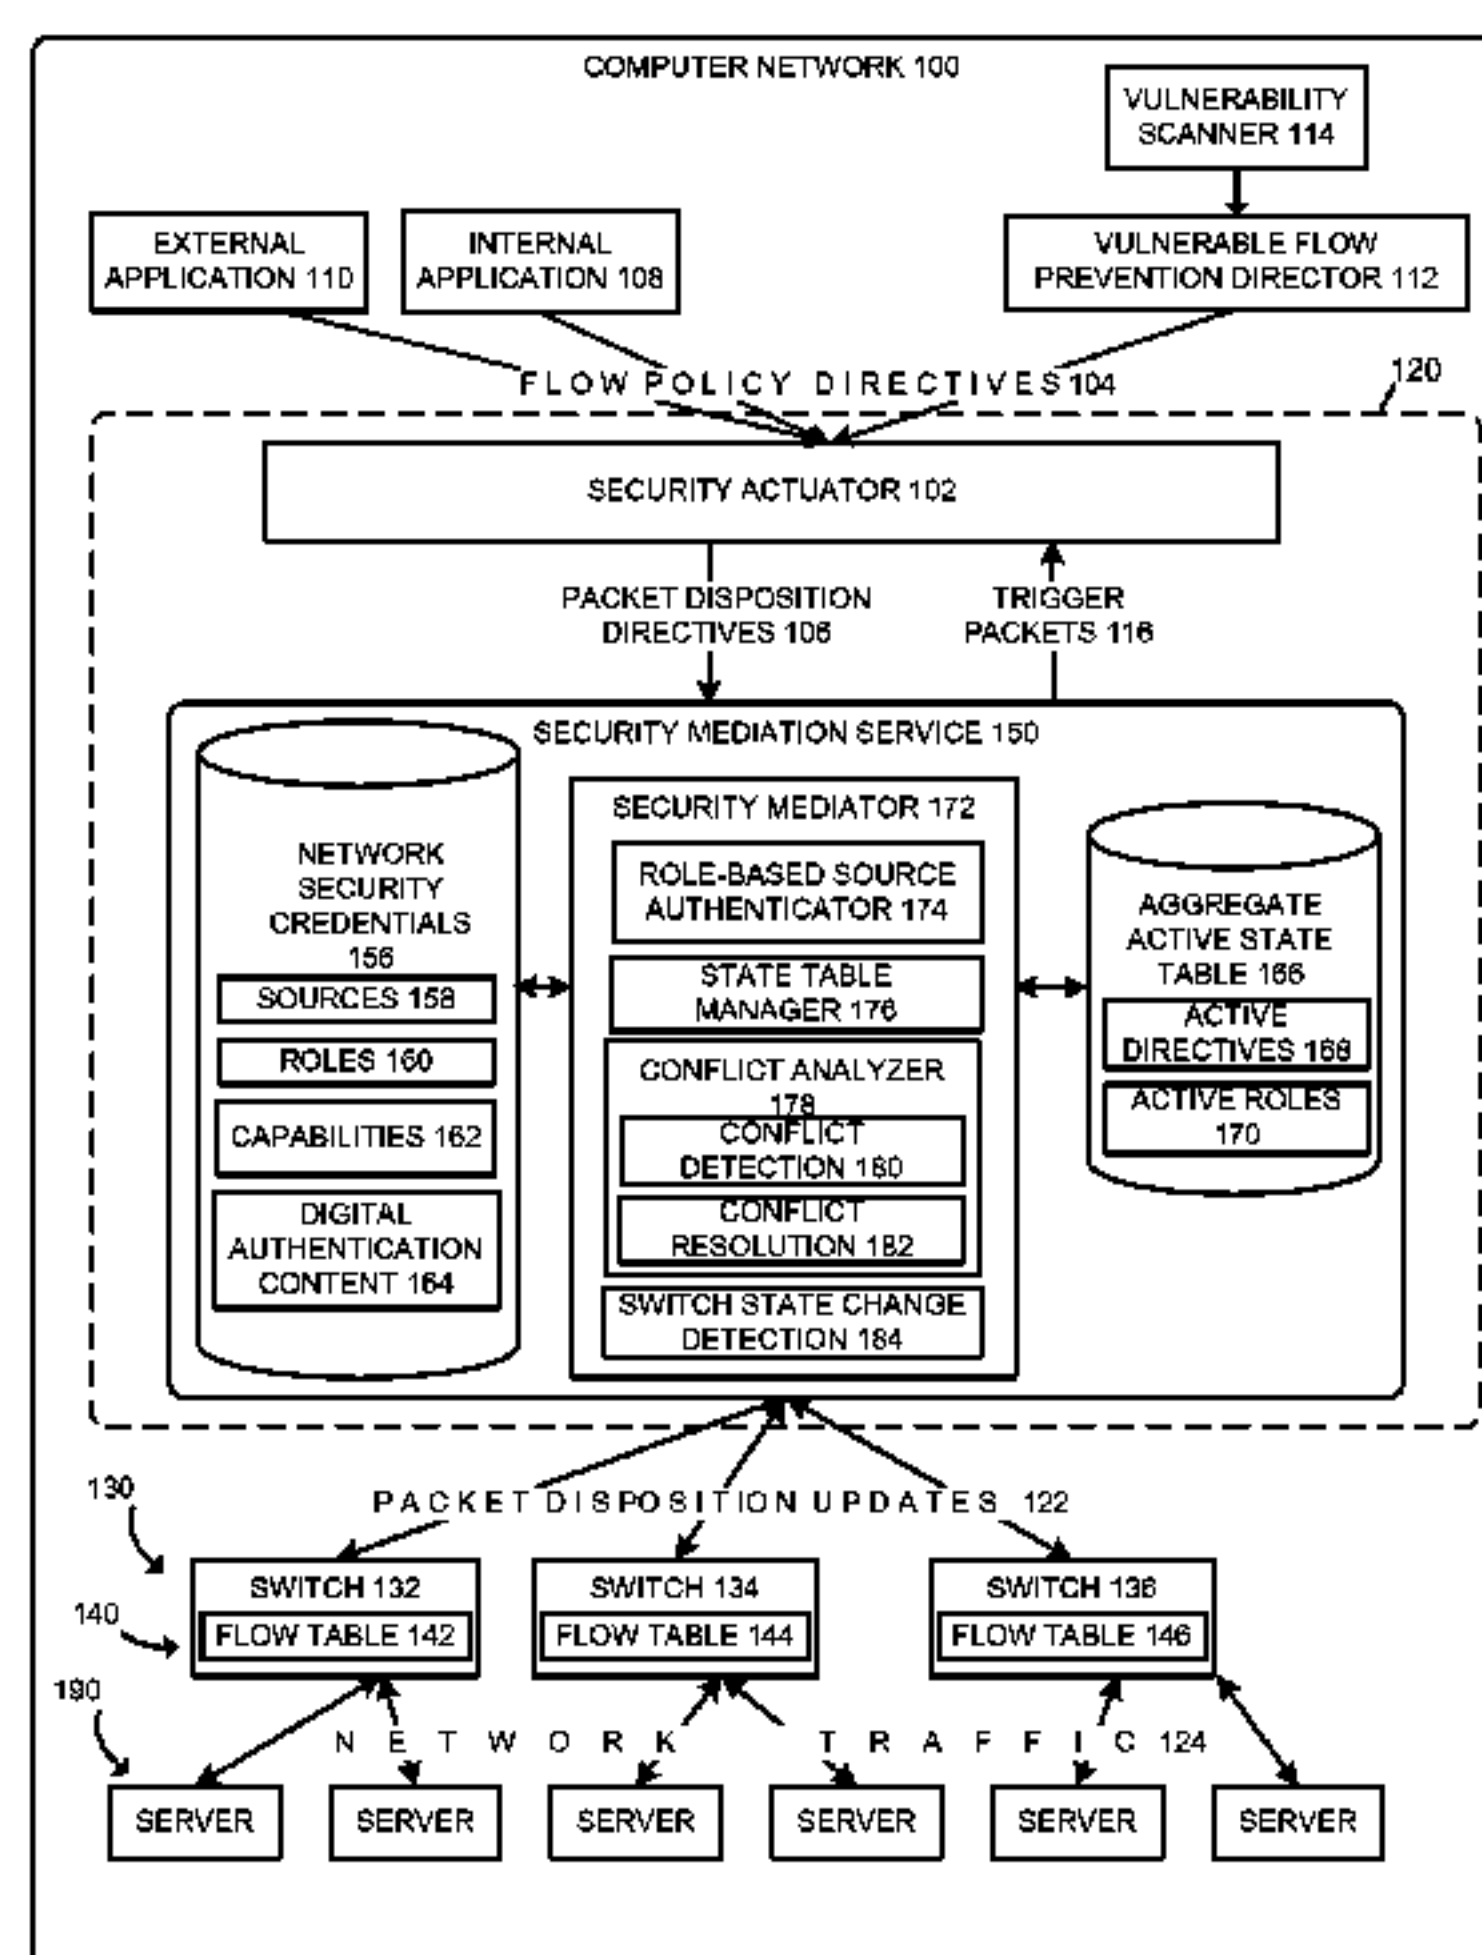 COMPUTER NETWORK 100
VULNERABILITY
SCANNER 114
EXTERNAL
APPLICATION 110
INTERNAL
APPLICATION 108
VULNERABLE FLOW
PREVENTION DIRECTOR 112
FLOW POLICY DIRECTIVES 104
120
SECURITY ACTUATOR 102
PACKET DISPOSITION
DIRECTIVES 106
TRIGGER
PACKETS 116
SECURITY MEDIATION SERVICE 150
NETWORK
SECURITY
CREDENTIALS
156
SOURCES 158
ROLES 160
CAPABILITIES 162
DIGITAL
AUTHENTICATION
CONTENT 164
SECURITY MEDIATOR 172
ROLE-BASED SOURCE
AUTHENTICATOR 174
STATE TABLE
MANAGER 176
CONFLICT ANALYZER
178
CONFLICT
DETECTION 180
CONFLICT
RESOLUTION 182
SWITCH STATE CHANGE
DETECTION 184
AGGREGATE
ACTIVE STATE
TABLE 166
ACTIVE
DIRECTIVES 168
ACTIVE ROLES
170
PACKET DISPOSITION UPDATES 122
130
SWITCH 132
SWITCH 134
SWITCH 136
140
FLOW TABLE 142
FLOW TABLE 144
FLOW TABLE 146
190
NETWORK TRAFFIC 124
SERVER
SERVER
SERVER
SERVER
SERVER
SERVER